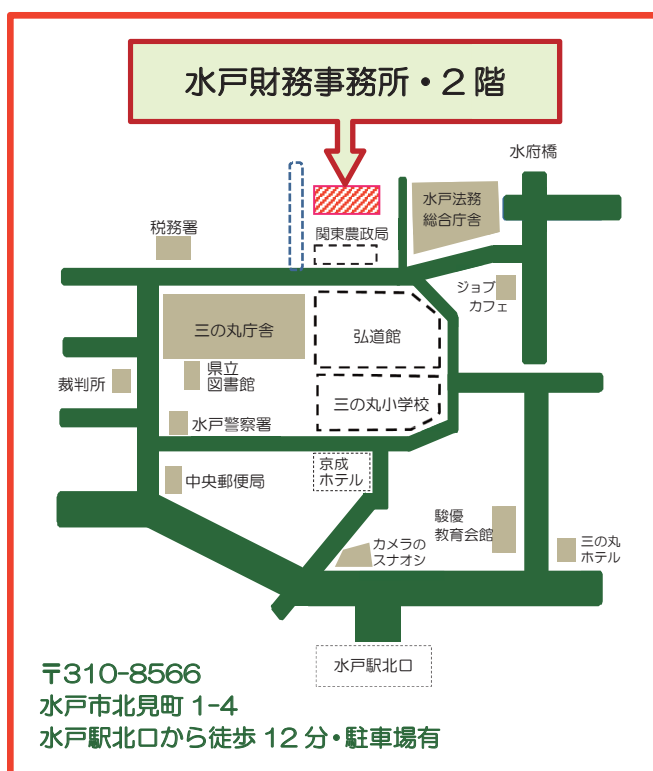 水戸財務事務所・2階
水府橋
水戸法務
総合庁舎
税務署
関東農政局
ジョブ
カフェ
三の丸庁舎
弘道館
県立
図書館
裁判所
三の丸小学校
水戸警察署
京成
ホテル
中央郵便局
駿優
教育会館
カメラの
スナオシ
三の丸
ホテル
水戸駅北口
〒310-8566
水戸市北見町 1-4
水戸駅北口から徒歩 12 分・駐車場有